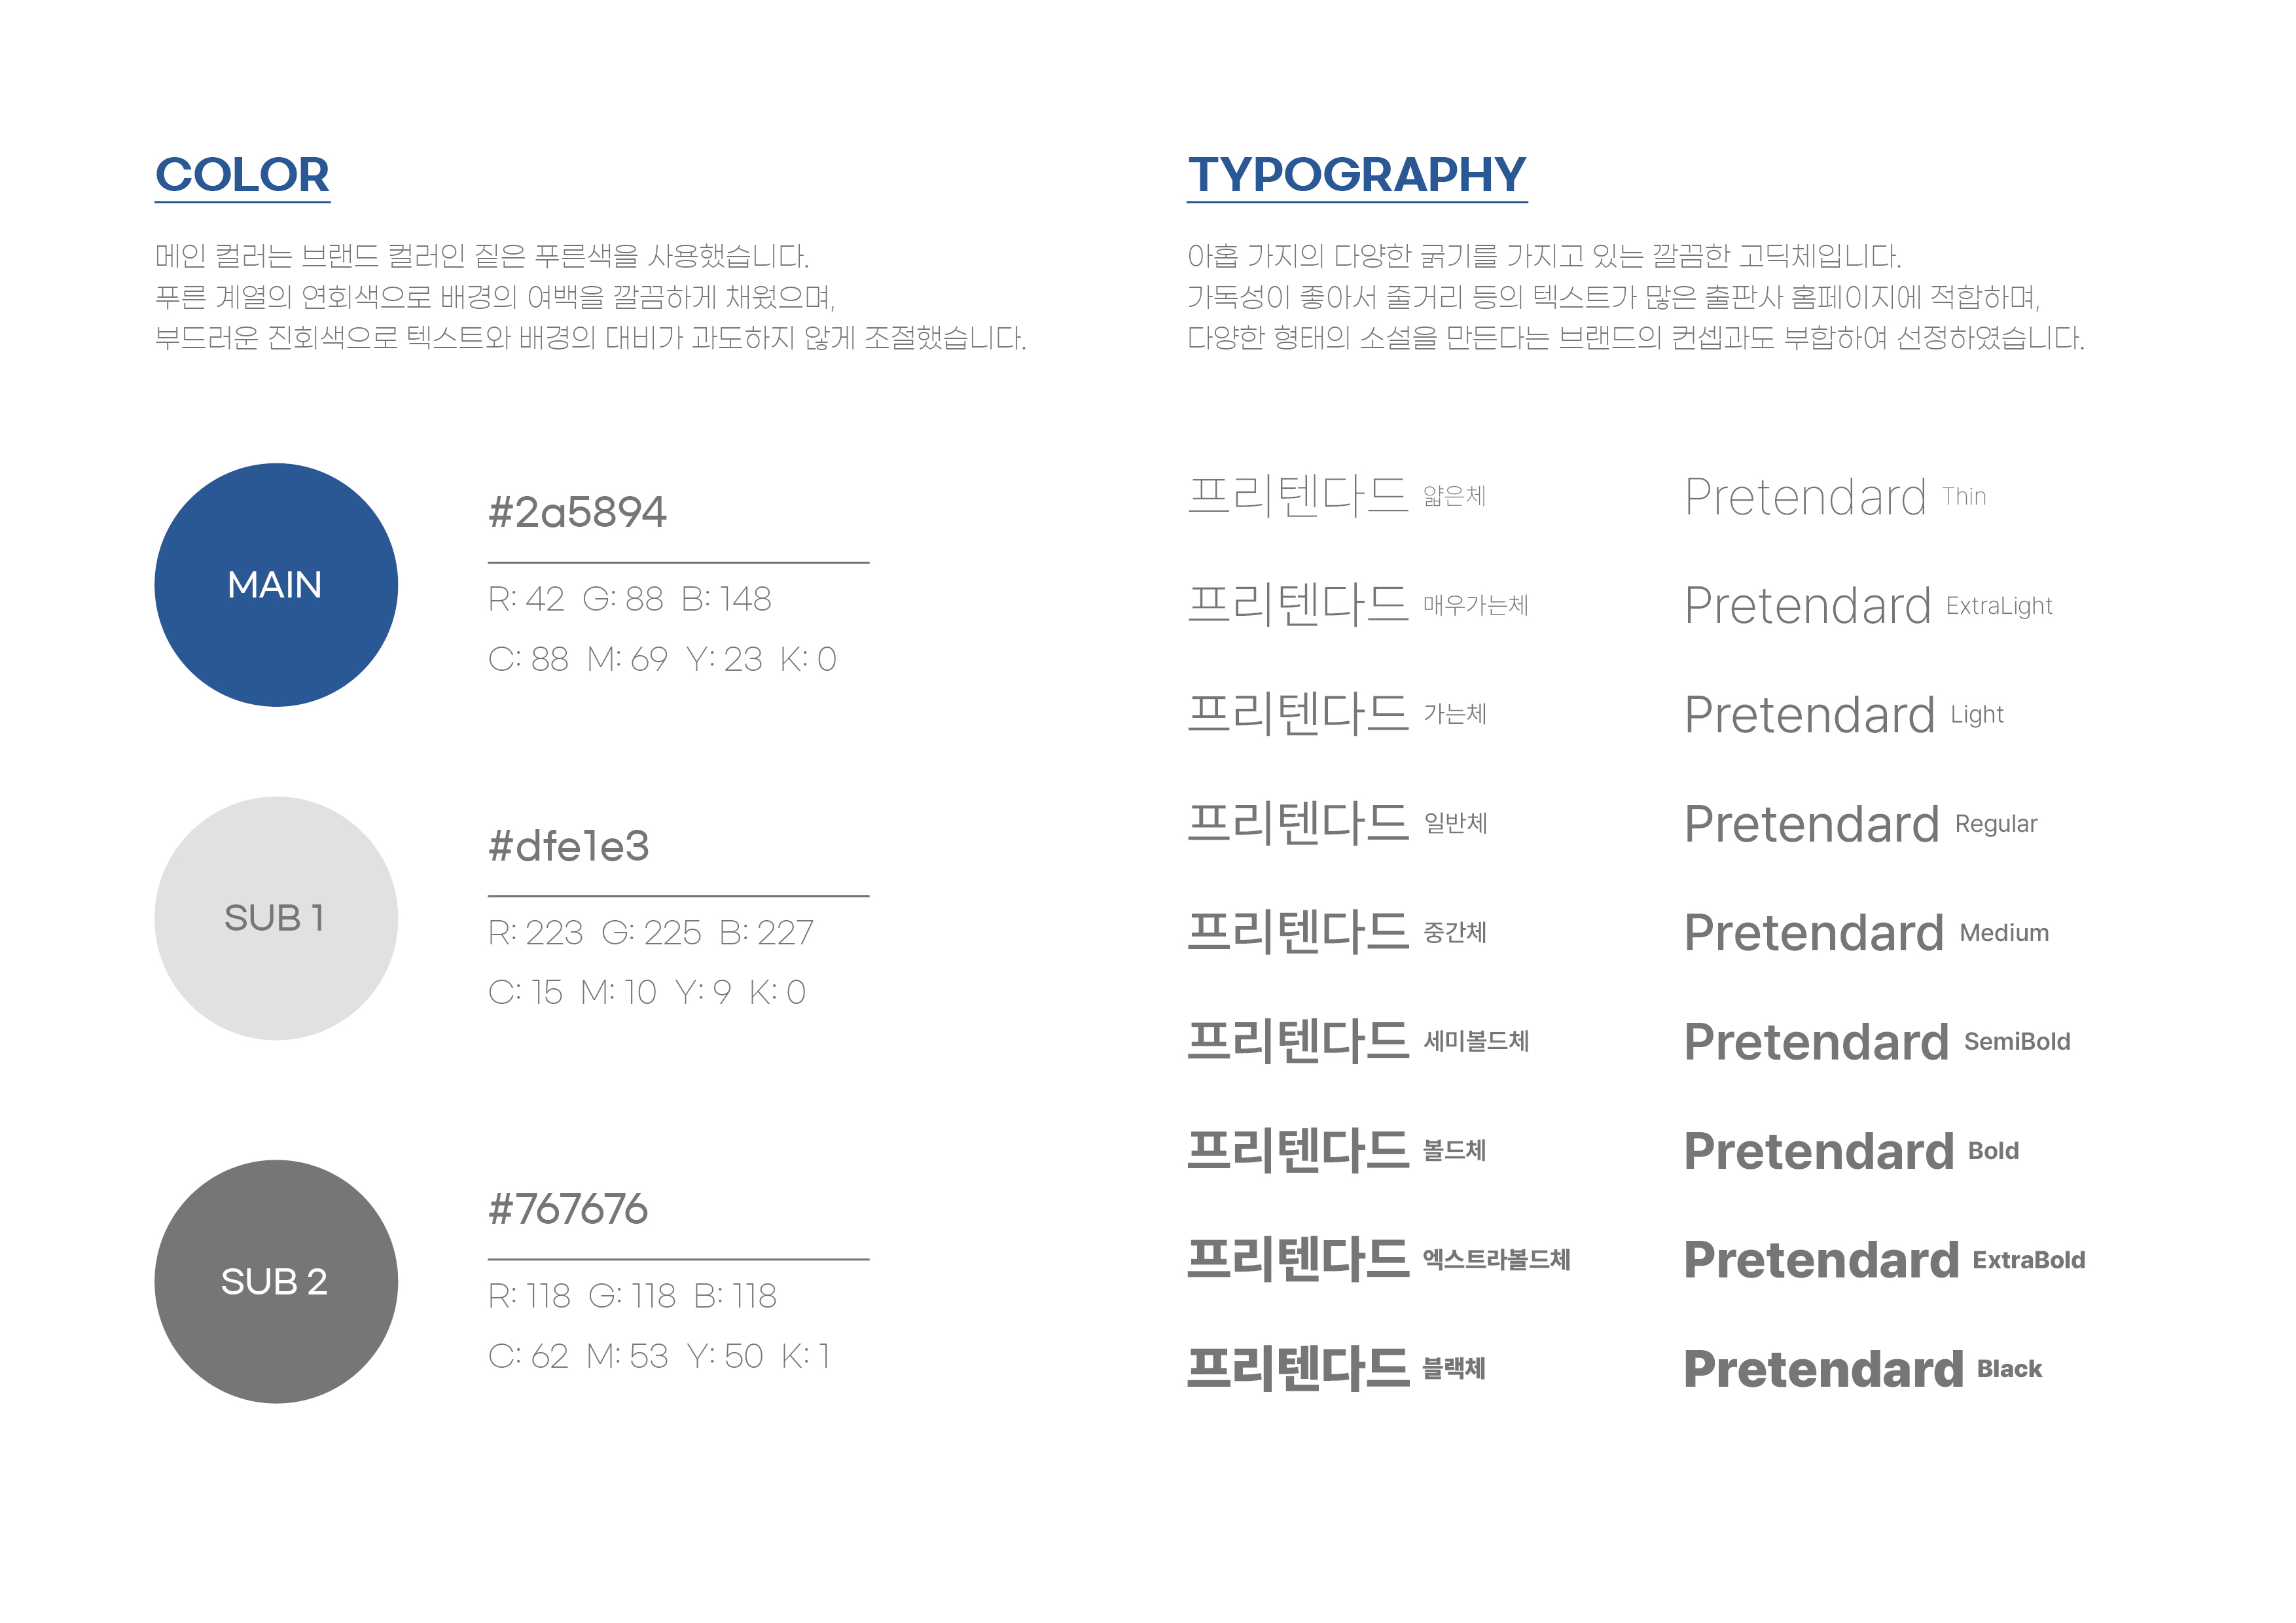 COLOR
메인 컬러는 브랜드 컬러인 짙은 푸른색을 사용했습니다.
푸른 계열의 연회색으로 배경의 여백을 깔끔하게 채웠으며,
부드러운 진회색으로 텍스트와 배경의 대비가 과도하지 않게 조절했습니다.
MAIN
#2a5894
R: 42 G: 88 B: 148
C: 88 M: 69 Y: 23 K: 0
SUB 1
#dfe1e3
R: 223 G: 225 B: 227
C: 15 M: 10 Y: 9 K: 0
SUB 2
#767676
R: 118 G: 118 B: 118
C: 62 M: 53 Y: 50 K: 1
TYPOGRAPHY
아홉 가지의 다양한 굵기를 가지고 있는 깔끔한 고딕체입니다.
가독성이 좋아서 줄거리 등의 텍스트가 많은 출판사 홈페이지에 적합하며,
다양한 형태의 소설을 만든다는 브랜드의 컨셉과도 부합하여 선정하였습니다.
프리텐다드 얇은체 Pretendard Thin
프리텐다드 매우가는체 Pretendard ExtraLight
프리텐다드 가는체 Pretendard Light
프리텐다드 일반체 Pretendard Regular
프리텐다드 중간체 Pretendard Medium
프리텐다드 세미볼드체 Pretendard SemiBold
프리텐다드 볼드체 Pretendard Bold
프리텐다드 엑스트라볼드체 Pretendard ExtraBold
프리텐다드 블랙체 Pretendard Black